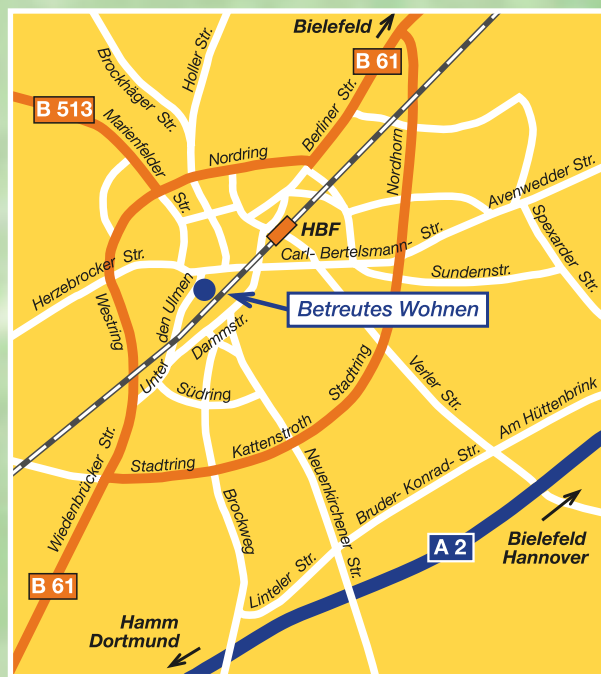 Bielefeld
B 61
Holler Str.
Brockhäger Str.
B 513
Marienfelder Str.
Berliner Str.
Nordring
Nordhorn
Avenwedder Str.
HBF
Carl- Bertelsmann- Str.
Spexarder Str.
Sundernstr.
Herzebrocker Str.
Betreutes Wohnen
Westring
Unter den Ulmen
Dammstr.
Südring
Stadtring
Verler Str.
Am Hüttenbrink
Kattenstroth
Stadtring
Wiedenbrücker Str.
Neuenkirchener Str.
Bruder- Konrad- Str.
Brockweg
A 2
Bielefeld
Hannover
Linteler Str.
B 61
Hamm
Dortmund